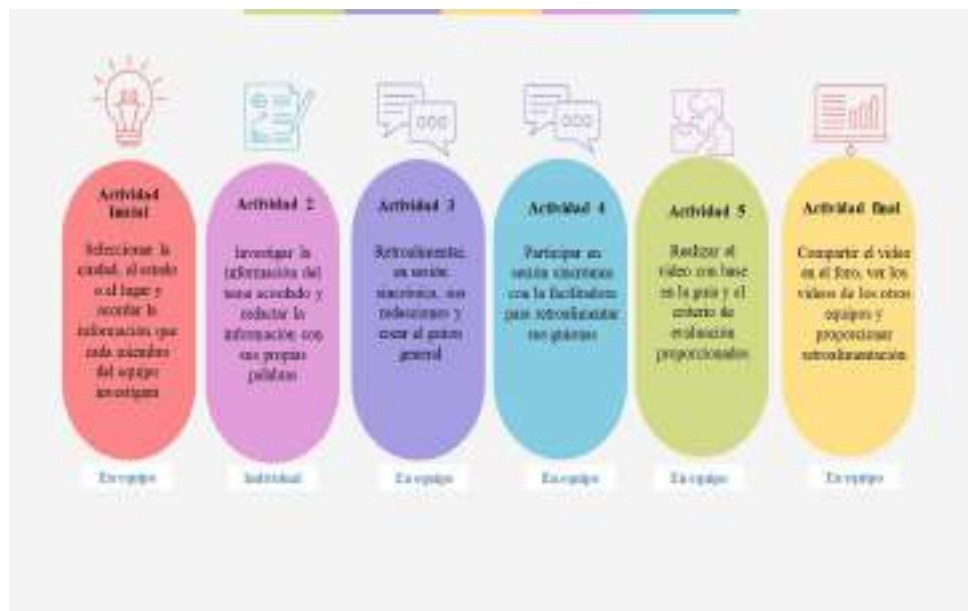 Actividad
Inicial
Seleccionar la
ciudad, el estado
o el lugar y
acordar la
información que
cada miembro
del equipo
investigará
En equipo
Actividad 2
Investigar la
información del
tema acordado y
redactar la
información con
sus propias
palabras
Individual
Actividad 3
Retroalimentar,
en sesión
sincrónica, sus
redacciones y
crear el guion
general
En equipo
Actividad 4
Participar en
sesión sincrónica
con la facilitadora
para retroalimentar
sus guiones
En equipo
Actividad 5
Realizar el
video con base
en la guía y el
criterio de
evaluación
proporcionados
En equipo
Actividad final
Compartir el video
en el foro, ver los
videos de los otros
equipos y
proporcionar
retroalimentación
En equipo